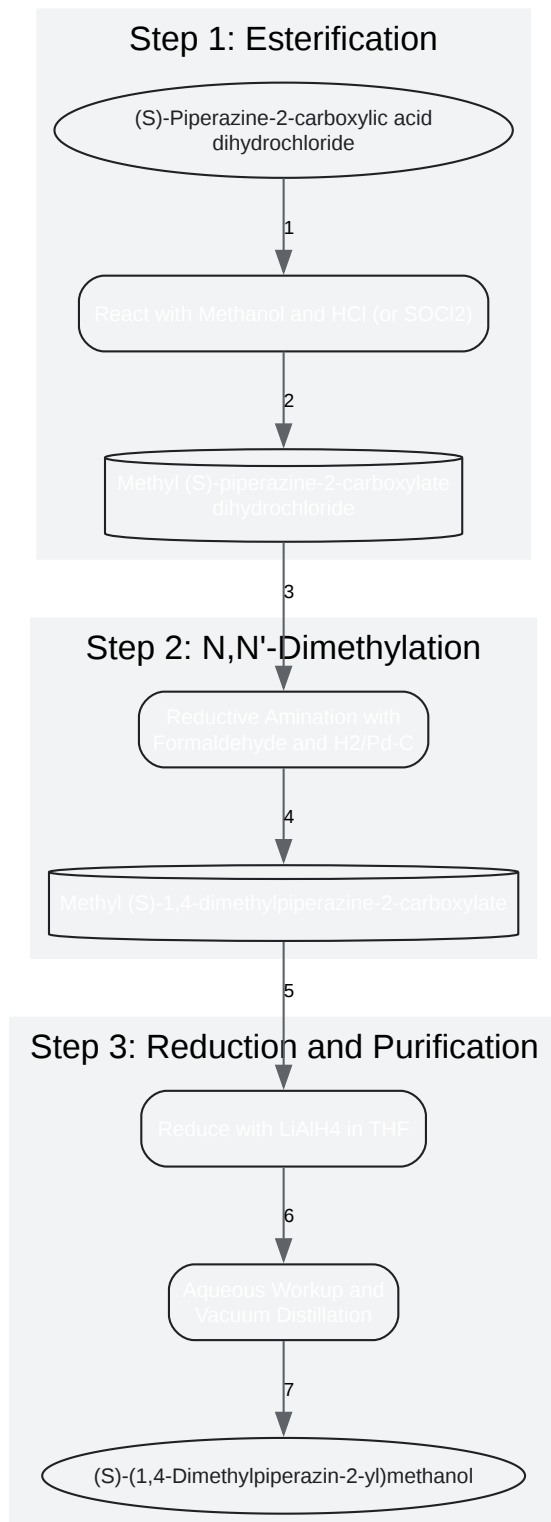 Step 1: Esterification
(S)-Piperazine-2-carboxylic acid
dihydrochloride
1
React with Methanol and HCl (or SOCl2)
2
Methyl (S)-piperazine-2-carboxylate
dihydrochloride
3
Step 2: N,N'-Dimethylation
Reductive Amination with
Formaldehyde and H2/Pd-C
4
Methyl (S)-1,4-dimethylpiperazine-2-carboxylate
5
Step 3: Reduction and Purification
Reduce with LiAlH4 in THF
6
Aqueous Workup and
Vacuum Distillation
7
(S)-(1,4-Dimethylpiperazin-2-yl)methanol